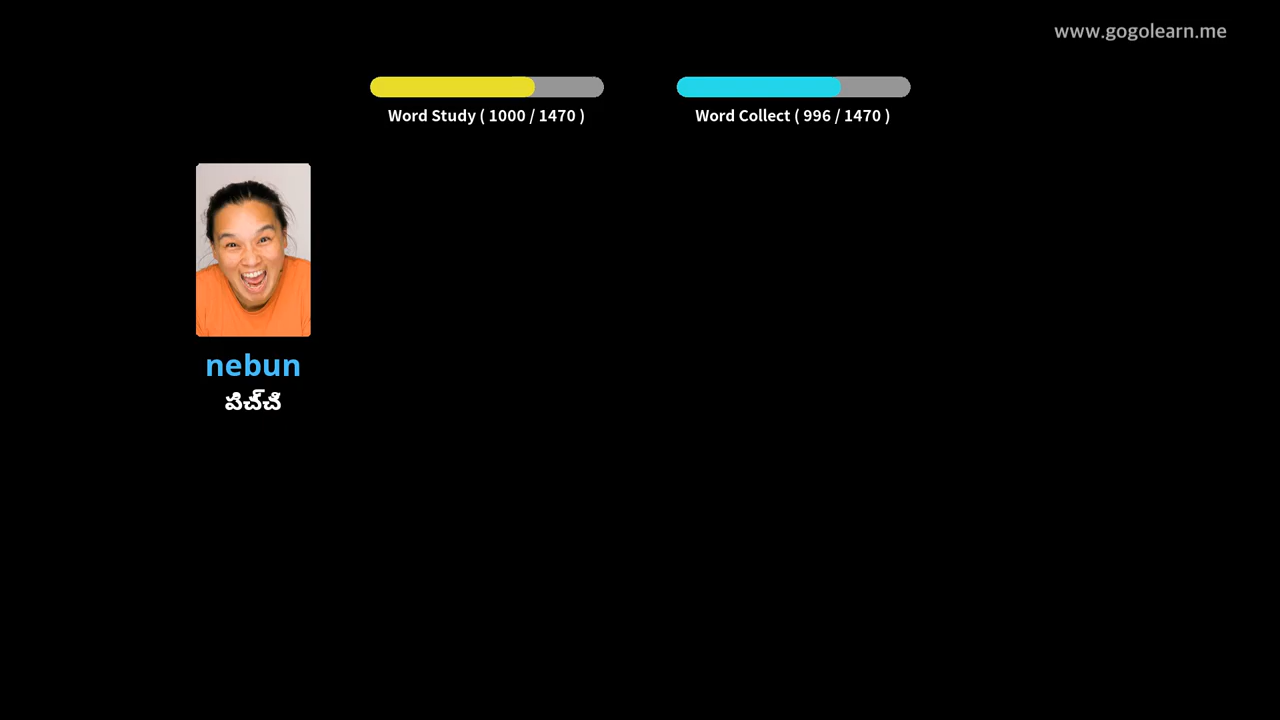 www.gogolearn.me
Word Study ( 1000 / 1470 )
Word Collect ( 996 / 1470 )
nebun
పిచ్చి